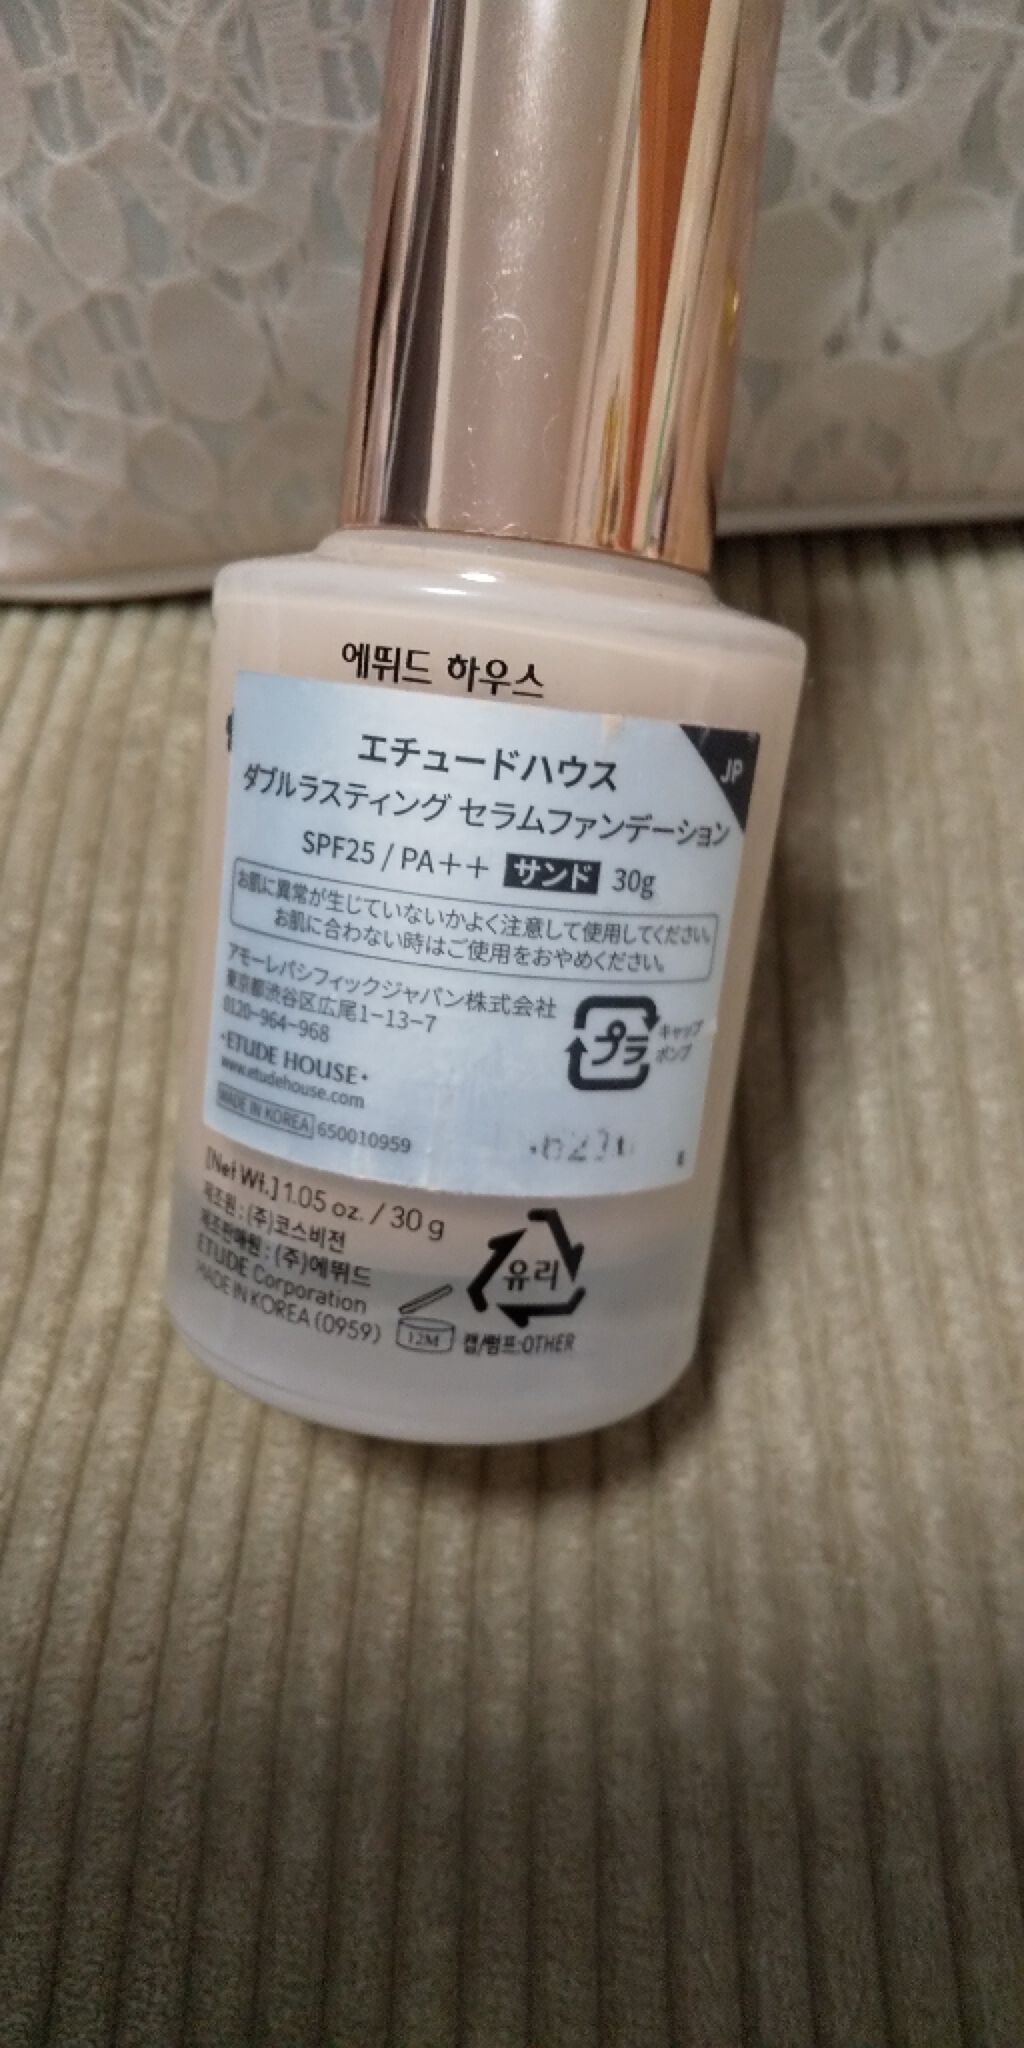 에뛰드 하우스
JP
エチュードハウス
ダブルラスティング セラムファンデーション
SPF25 / PA++ サンド 30g
お肌に異常が生じていないかよく注意して使用してください。
お肌に合わない時はご使用をおやめください。
アモーレパシフィックジャパン株式会社
東京都渋谷区広尾1-13-7
0120-964-968
・ETUDE HOUSE・
www.etudehouse.com
MADE IN KOREA 650010959
プラ
キャップ
ポンプ
[Net Wt.] 1.05 oz. / 30 g
제조원 : (주)코스비전
제조판매원 : (주)에뛰드
ETUDE Corporation
MADE IN KOREA (0959)
12M
유리
캡/펌프:OTHER